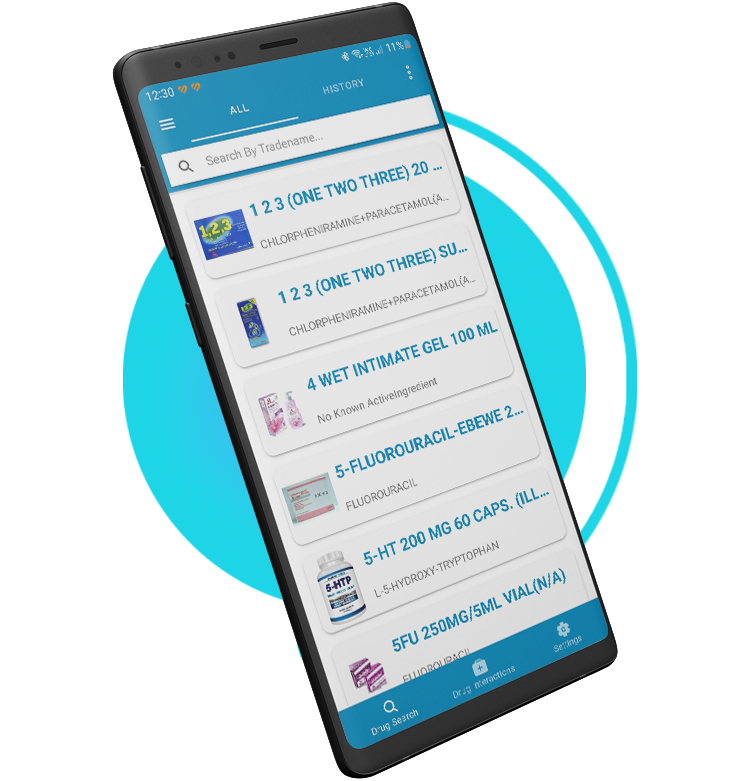 12:30
11%
ALL
HISTORY
Search By Tradename...
1 2 3 (ONE TWO THREE) 20 ...
1,2,3
CHLORPHENIRAMINE+PARACETAMOL(A...
1 2 3 (ONE TWO THREE) SU...
CHLORPHENIRAMINE+PARACETAMOL(A...
4 WET INTIMATE GEL 100 ML
No Known ActiveIngredient
5-FLUOROURACIL-EBEWE 2...
FLUOROURACIL
5-HT 200 MG 60 CAPS. (ILL...
5-HTP
L-5-HYDROXY-TRYPTOPHAN
5FU 250MG/5ML VIAL(N/A)
FLUOROURACIL
Drug Search
Drug Interactions
Settings